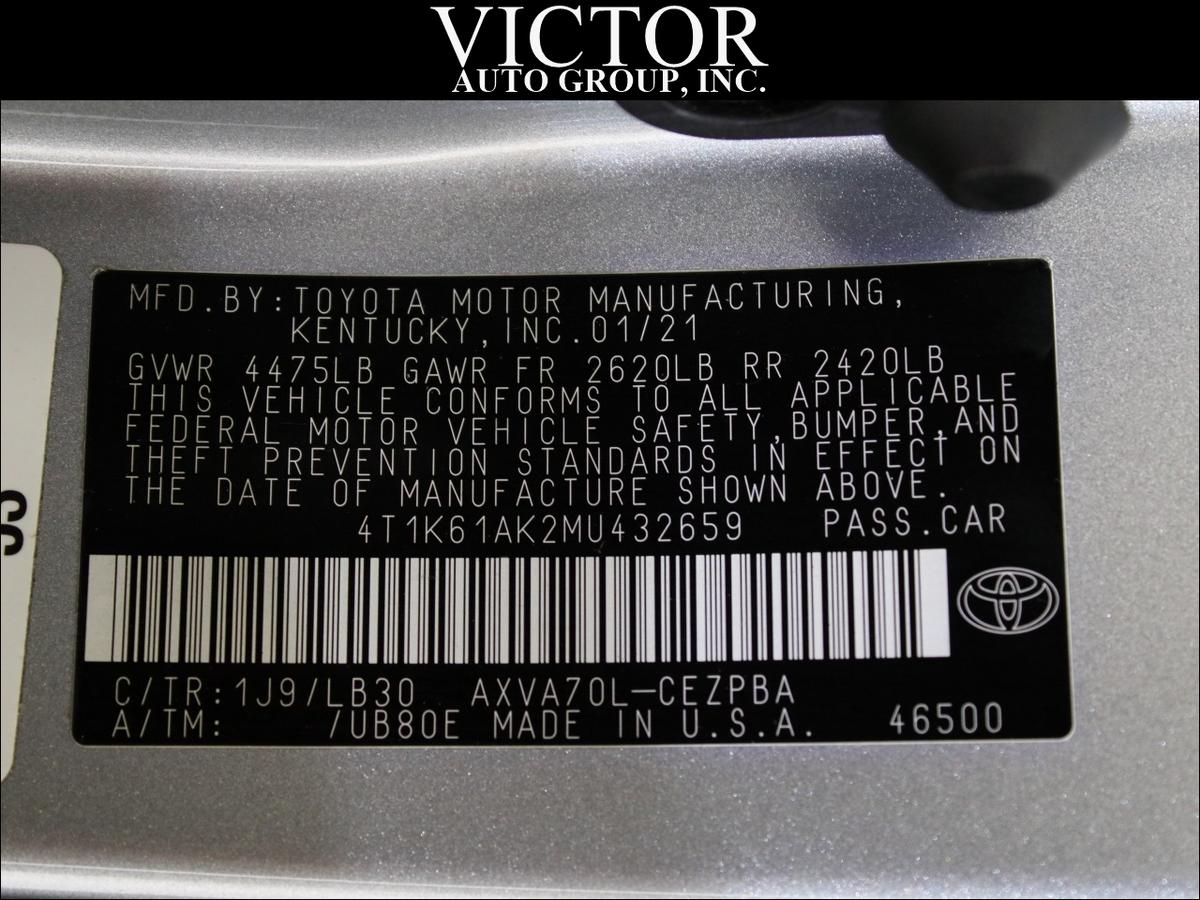 VICTOR
AUTO GROUP, INC.
MFD.BY:TOYOTA MOTOR MANUFACTURING,
KENTUCKY,INC.01/21
GVWR 4475LB GAWR FR 2620LB RR 2420LB
THIS VEHICLE CONFORMS TO ALL APPLICABLE
FEDERAL MOTOR VEHICLE SAFETY,BUMPER,AND
THEFT PREVENTION STANDARDS IN EFFECT ON
THE DATE OF MANUFACTURE SHOWN ABOVE.
4T1K61AK2MU432659 PASS.CAR
C/TR:1J9/LB30 AXVA70L-CEZPBA
A/TM: /UB80E MADE IN U.S.A. 46500